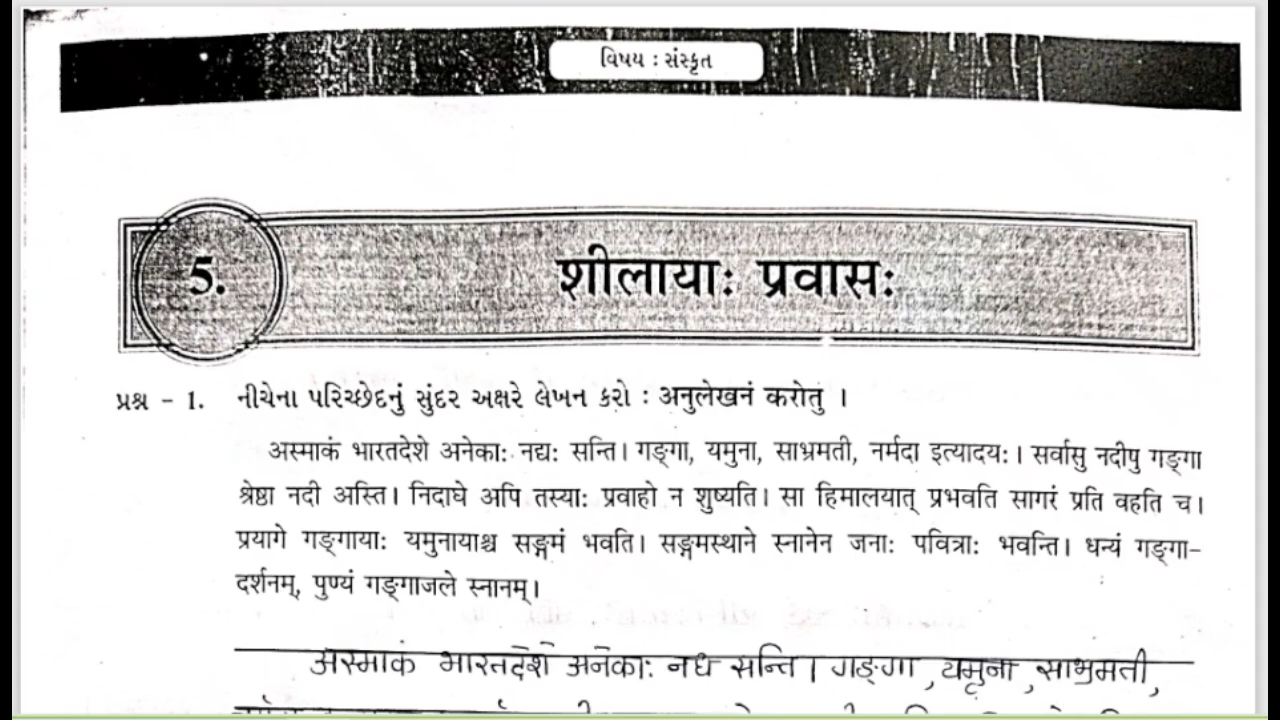 વિષય : સંસ્કૃત
5.
शीलायाः प्रवासः
પ્રશ્ન - 1. નીચેના પરિચ્છેદનું સુંદર અક્ષરે લેખન કરો : अनुलेखनं करोतु ।
अस्माकं भारतदेशे अनेकाः नद्यः सन्ति। गङ्गा, यमुना, साभ्रमती, नर्मदा इत्यादयः। सर्वासु नदीषु गङ्गा
श्रेष्ठा नदी अस्ति। निदाघे अपि तस्याः प्रवाहो न शुष्यति। सा हिमालयात् प्रभवति सागरं प्रति वहति च।
प्रयागे गङ्गायाः यमुनायाश्च सङ्गमं भवति। सङ्गमस्थाने स्नानेन जनाः पवित्राः भवन्ति। धन्यं गङ्गा-
दर्शनम्, पुण्यं गङ्गाजले स्नानम्।
अस्माकं भारतदेशे अनेकाः नध सन्ति। गङ्गा, यमुना, साभ्रमती,